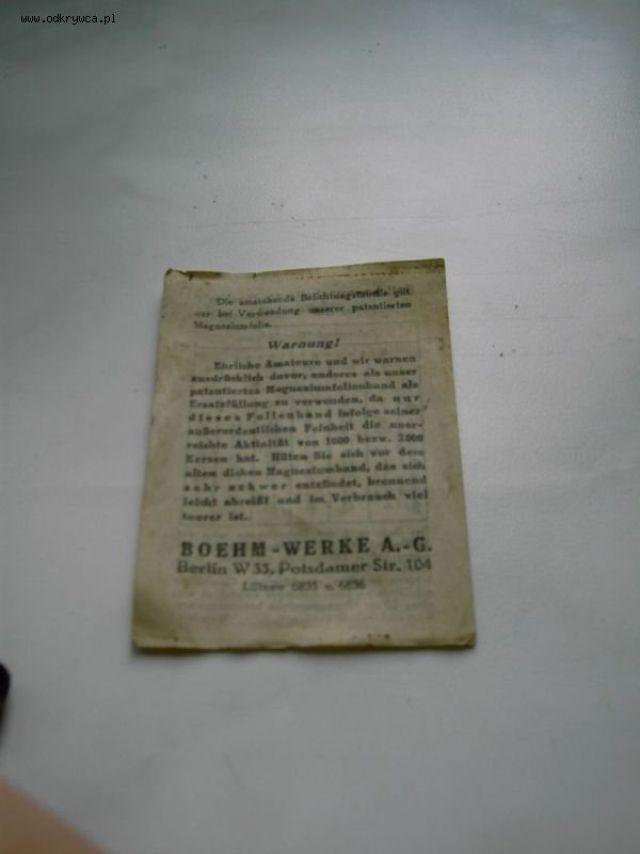 www.odkrywca.pl
Die umstehende Belichtungstabelle gilt
nur bei Verwendung unserer patentierten
Magnesiumfolie.
Warnung!
Ehrliche Amateure und wir warnen
ausdrücklich davor, anderes als unser
patentiertes Magnesiumfolienband als
Ersatzfüllung zu verwenden, da nur
dieses Folienband infolge seiner
außerordentlichen Feinheit die uner-
reichte Aktinität von 1000 bezw. 2000
Kerzen hat. Hüten Sie sich vor dem
alten dicken Magnesiumband, das sich
sehr schwer entzündet, brennend
leicht abreißt und im Verbrauch viel
teurer ist.
BOEHM-WERKE A.-G.
Berlin W 35, Potsdamer Str. 104
Lützow 6835 u. 6836